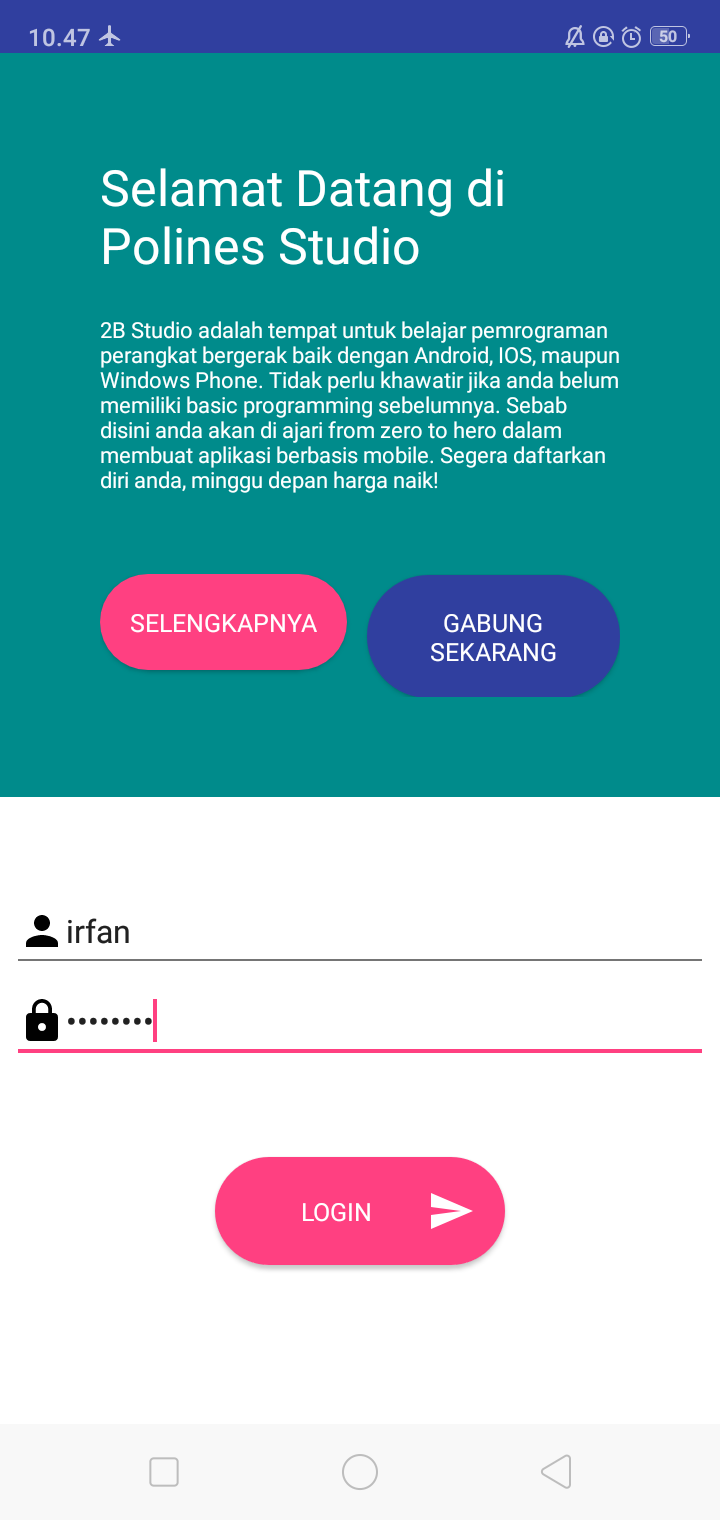 10.47
50
Selamat Datang di
Polines Studio
2B Studio adalah tempat untuk belajar pemrograman
perangkat bergerak baik dengan Android, IOS, maupun
Windows Phone. Tidak perlu khawatir jika anda belum
memiliki basic programming sebelumnya. Sebab
disini anda akan di ajari from zero to hero dalam
membuat aplikasi berbasis mobile. Segera daftarkan
diri anda, minggu depan harga naik!
SELENGKAPNYA
GABUNG
SEKARANG
irfan
••••••••
LOGIN